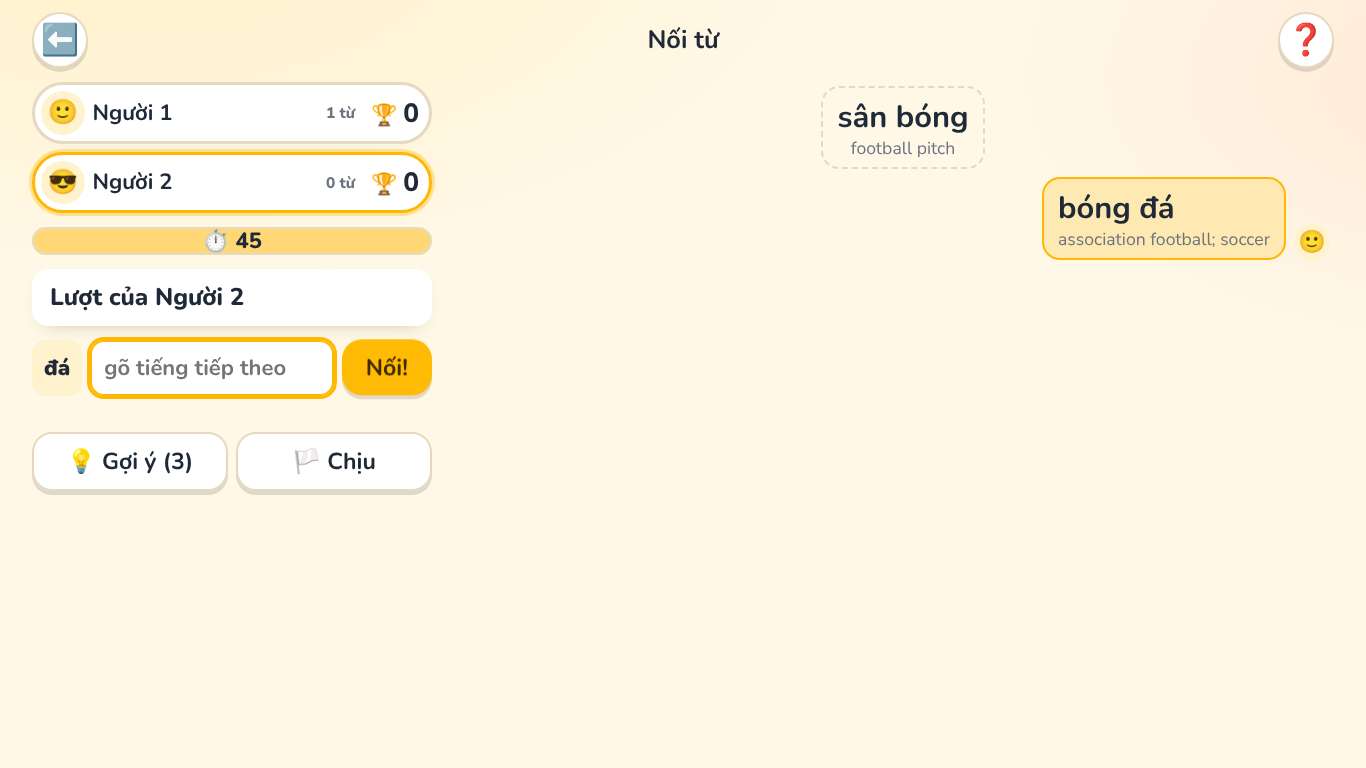 Nối từ
Người 1
1 từ
0
Người 2
0 từ
0
45
Lượt của Người 2
đá
gõ tiếng tiếp theo
Nối!
Gợi ý (3)
Chịu
sân bóng
football pitch
bóng đá
association football; soccer